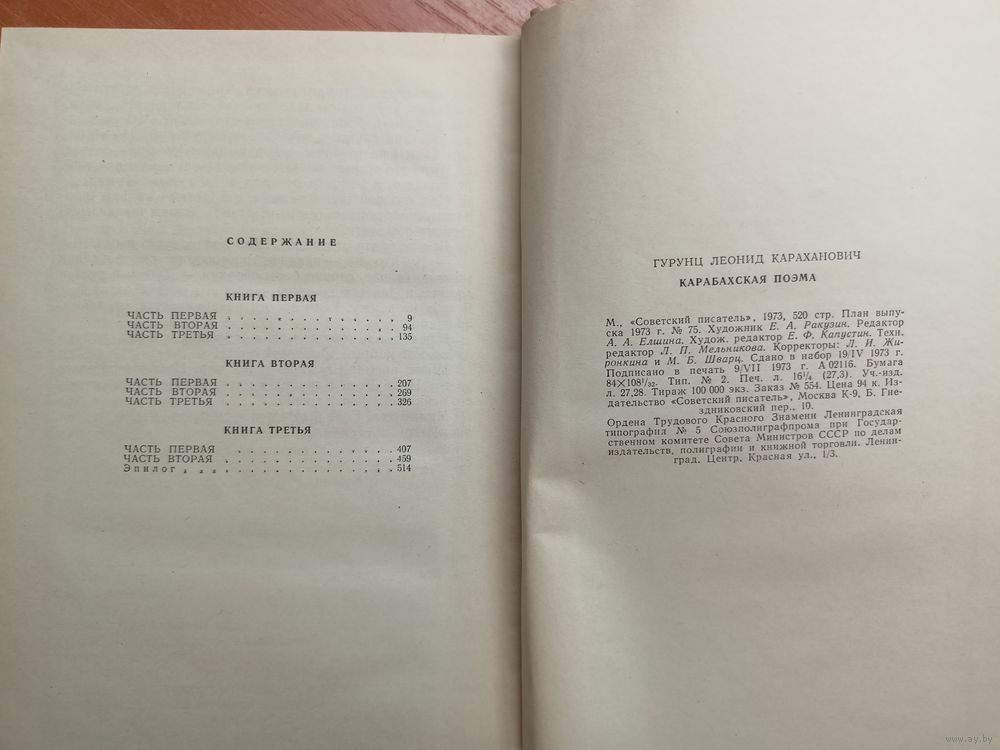 СОДЕРЖАНИЕ
КНИГА ПЕРВАЯ
ЧАСТЬ ПЕРВАЯ . . . . . . . . . . . . . 9
ЧАСТЬ ВТОРАЯ . . . . . . . . . . . . . 94
ЧАСТЬ ТРЕТЬЯ . . . . . . . . . . . . . 135
КНИГА ВТОРАЯ
ЧАСТЬ ПЕРВАЯ . . . . . . . . . . . . . 207
ЧАСТЬ ВТОРАЯ . . . . . . . . . . . . . 269
ЧАСТЬ ТРЕТЬЯ . . . . . . . . . . . . . 326
КНИГА ТРЕТЬЯ
ЧАСТЬ ПЕРВАЯ . . . . . . . . . . . . . 407
ЧАСТЬ ВТОРАЯ . . . . . . . . . . . . . 459
Эпилог . . . . . . . . . . . . . . . . 514
ГУРУНЦ ЛЕОНИД КАРАХАНОВИЧ
КАРАБАХСКАЯ ПОЭМА
М., «Советский писатель», 1973, 520 стр. План выпу-
ска 1973 г. № 75. Художник Е. А. Ракузин. Редактор
А. А. Елшина. Худож. редактор Е. Ф. Капустин. Техн.
редактор Л. П. Мельникова. Корректоры: Л. И. Жи-
ронкина и М. Б. Шварц. Сдано в набор 19/IV 1973 г.
Подписано в печать 9/VII 1973 г. А 02116. Бумага
84×108¹/₃₂. Тип. № 2. Печ. л. 16¹/₄ (27,3). Уч.-изд.
л. 27,28. Тираж 100 000 экз. Заказ № 554. Цена 94 к. Из-
дательство «Советский писатель», Москва К-9, Б. Гне-
здниковский пер., 10.
Ордена Трудового Красного Знамени Ленинградская
типография № 5 Союзполиграфпрома при Государ-
ственном комитете Совета Министров СССР по делам
издательств, полиграфии и книжной торговли. Ленин-
град, Центр, Красная ул., 1/3.
www.ay.by